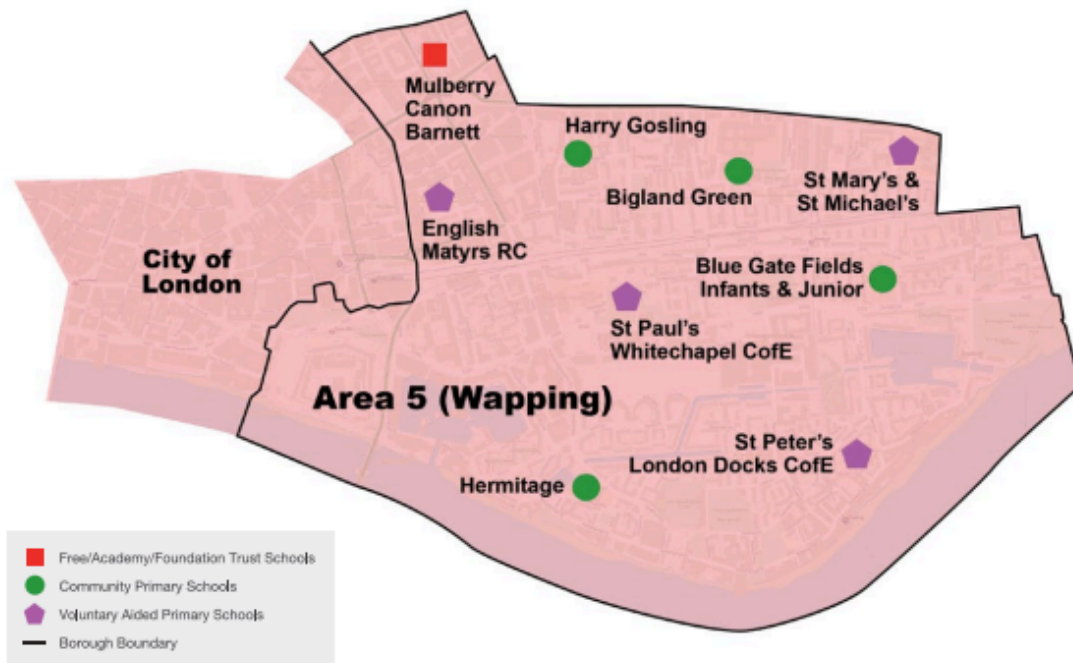 Mulberry
Canon
Barnett
Harry Gosling
Bigland Green
St Mary's &
St Michael's
English
Matyrs RC
City of
London
Blue Gate Fields
Infants & Junior
St Paul's
Whitechapel CofE
Area 5 (Wapping)
St Peter's
London Docks CofE
Hermitage
Free/Academy/Foundation Trust Schools
Community Primary Schools
Voluntary Aided Primary Schools
Borough Boundary